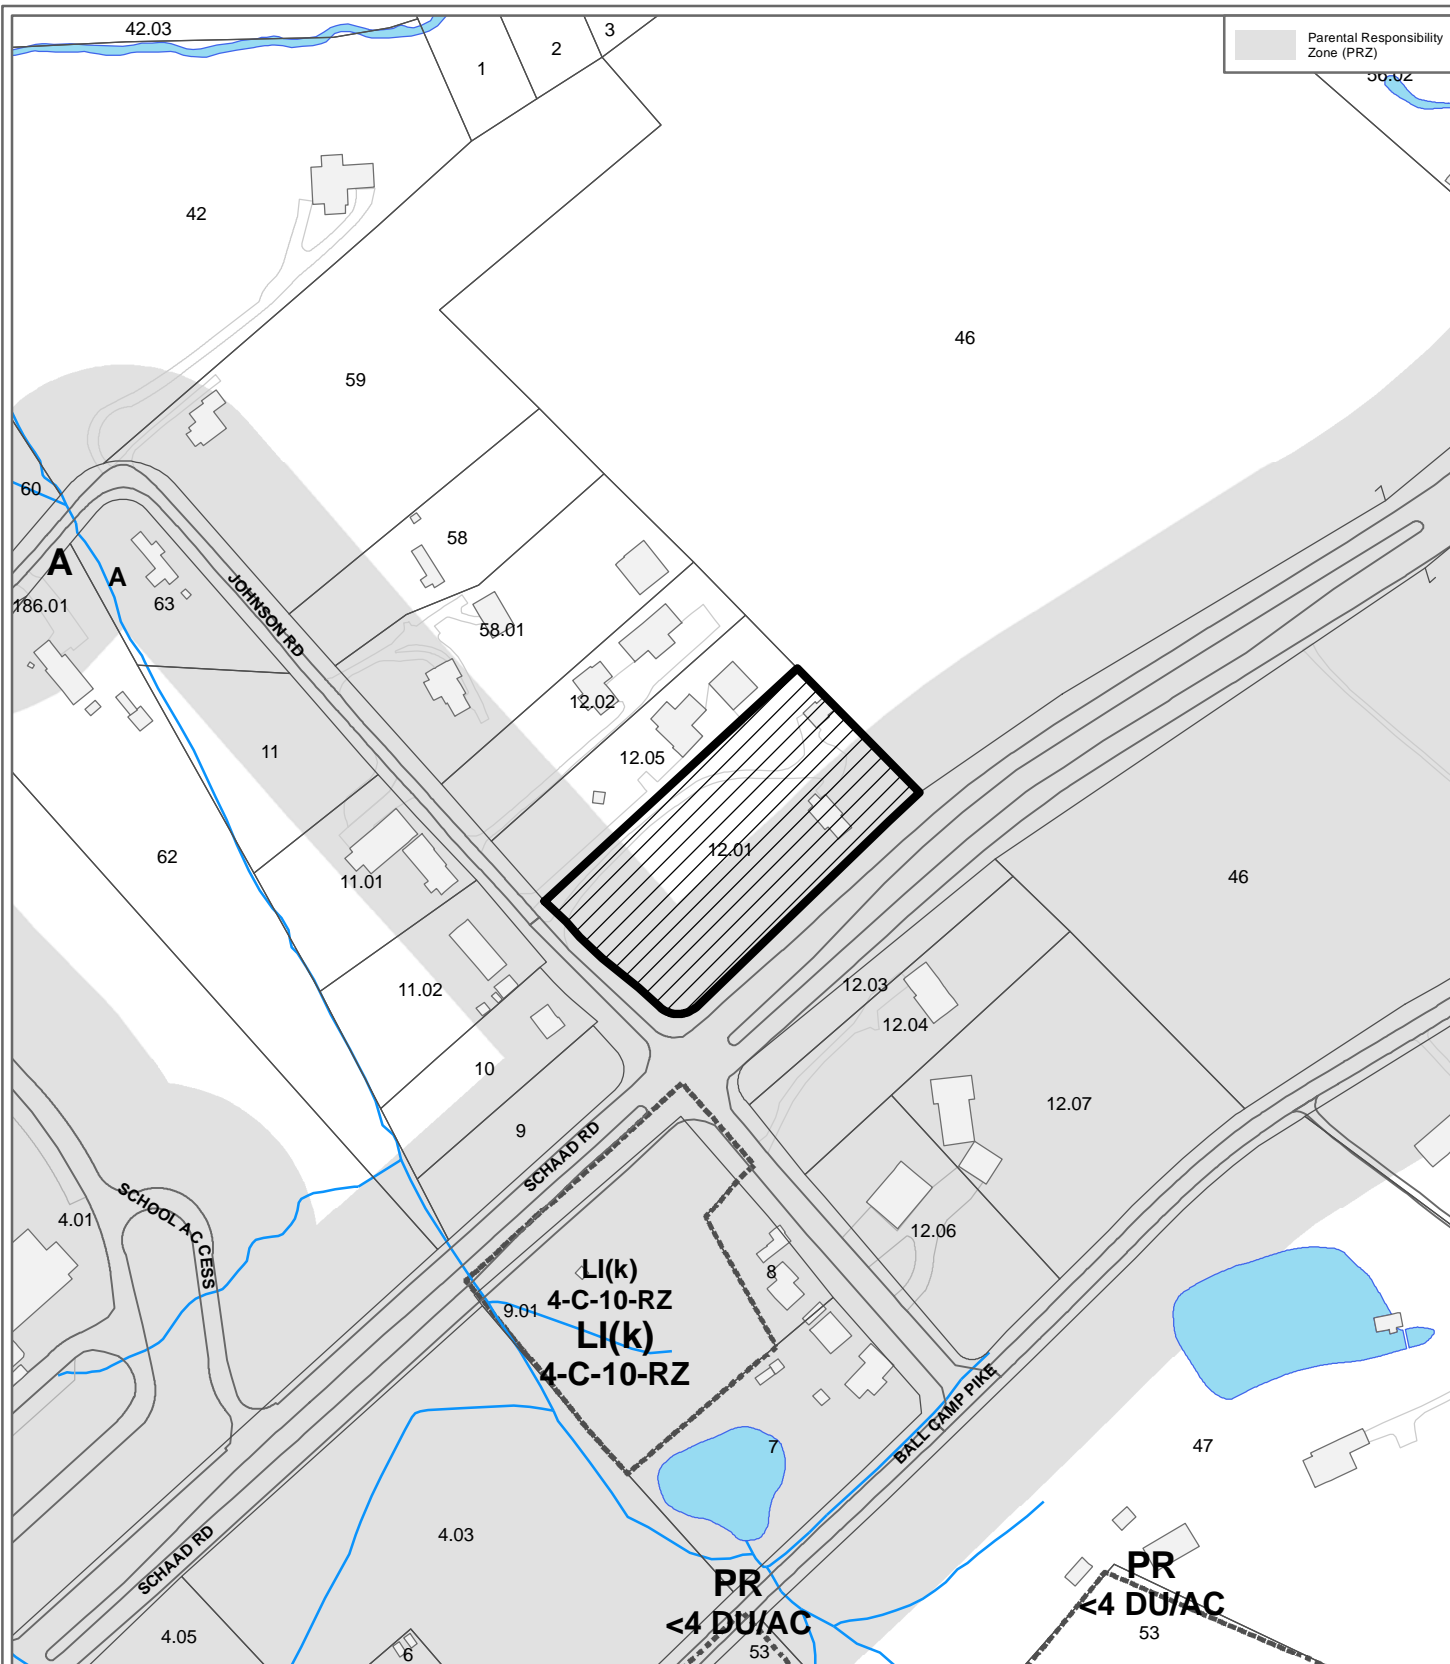 42.03
3
2
1
Parental Responsibility
Zone (PRZ)
56.02
42
46
59
60
58
A
A
63
186.01
JOHNSON RD
58.01
12.02
11
12.05
12.01
62
11.01
46
11.02
12.03
12.04
10
12.07
9
SCHAAD RD
4.01
SCHOOL ACCESS
12.06
8
LI(k)
4-C-10-RZ
9.01
LI(k)
4-C-10-RZ
BALL CAMP PIKE
7
47
4.03
SCHAAD RD
PR
<4 DU/AC
PR
<4 DU/AC
4.05
6
53
53